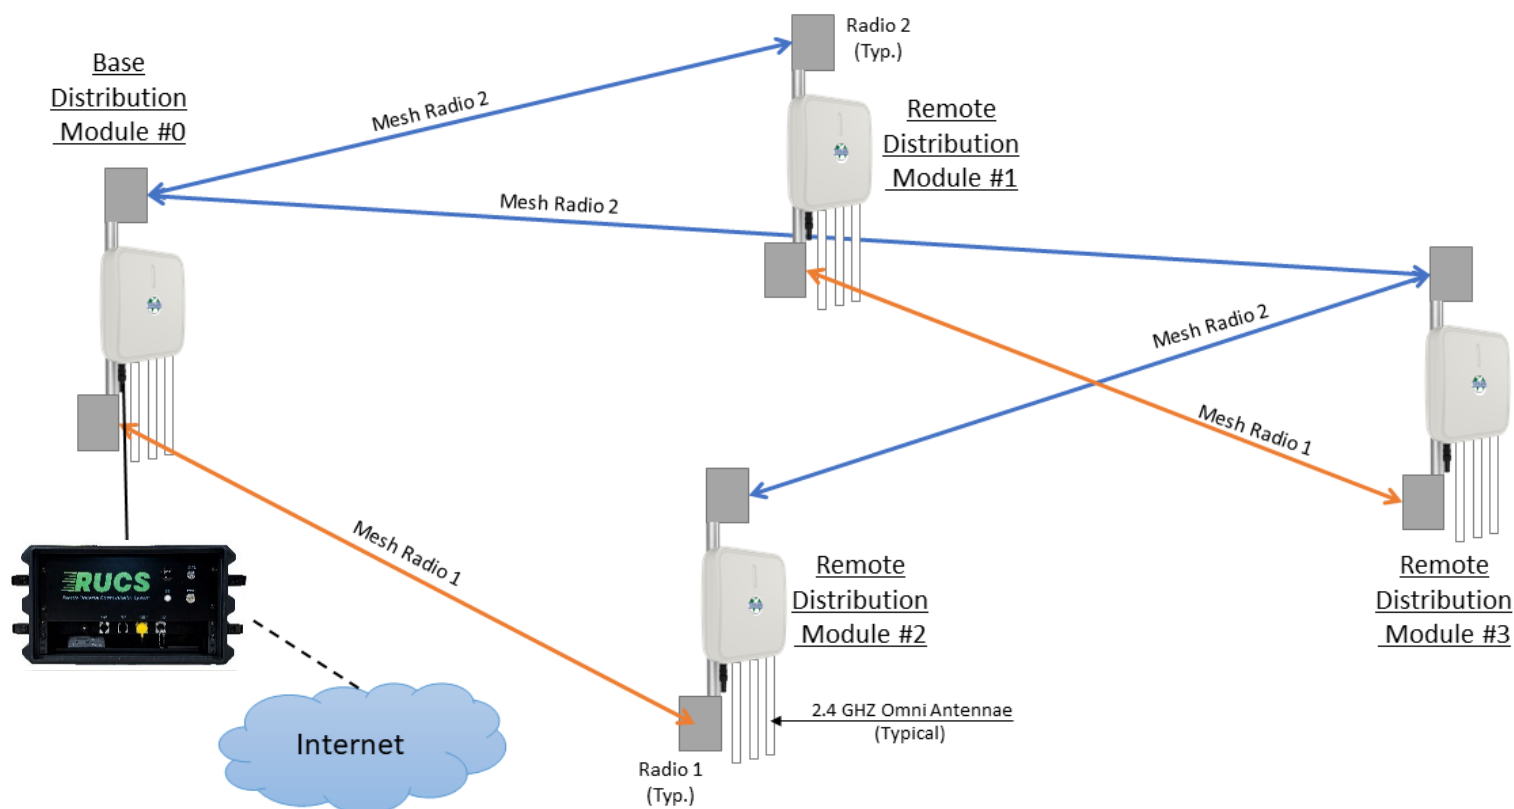 Base
Distribution
Module #0
Radio 2
(Typ.)
Mesh Radio 2
Remote
Distribution
Module #1
Mesh Radio 2
Mesh Radio 2
Mesh Radio 1
Mesh Radio 1
RUCS
Remote
Distribution
Module #2
Remote
Distribution
Module #3
2.4 GHZ Omni Antennae
(Typical)
Internet
Radio 1
(Typ.)